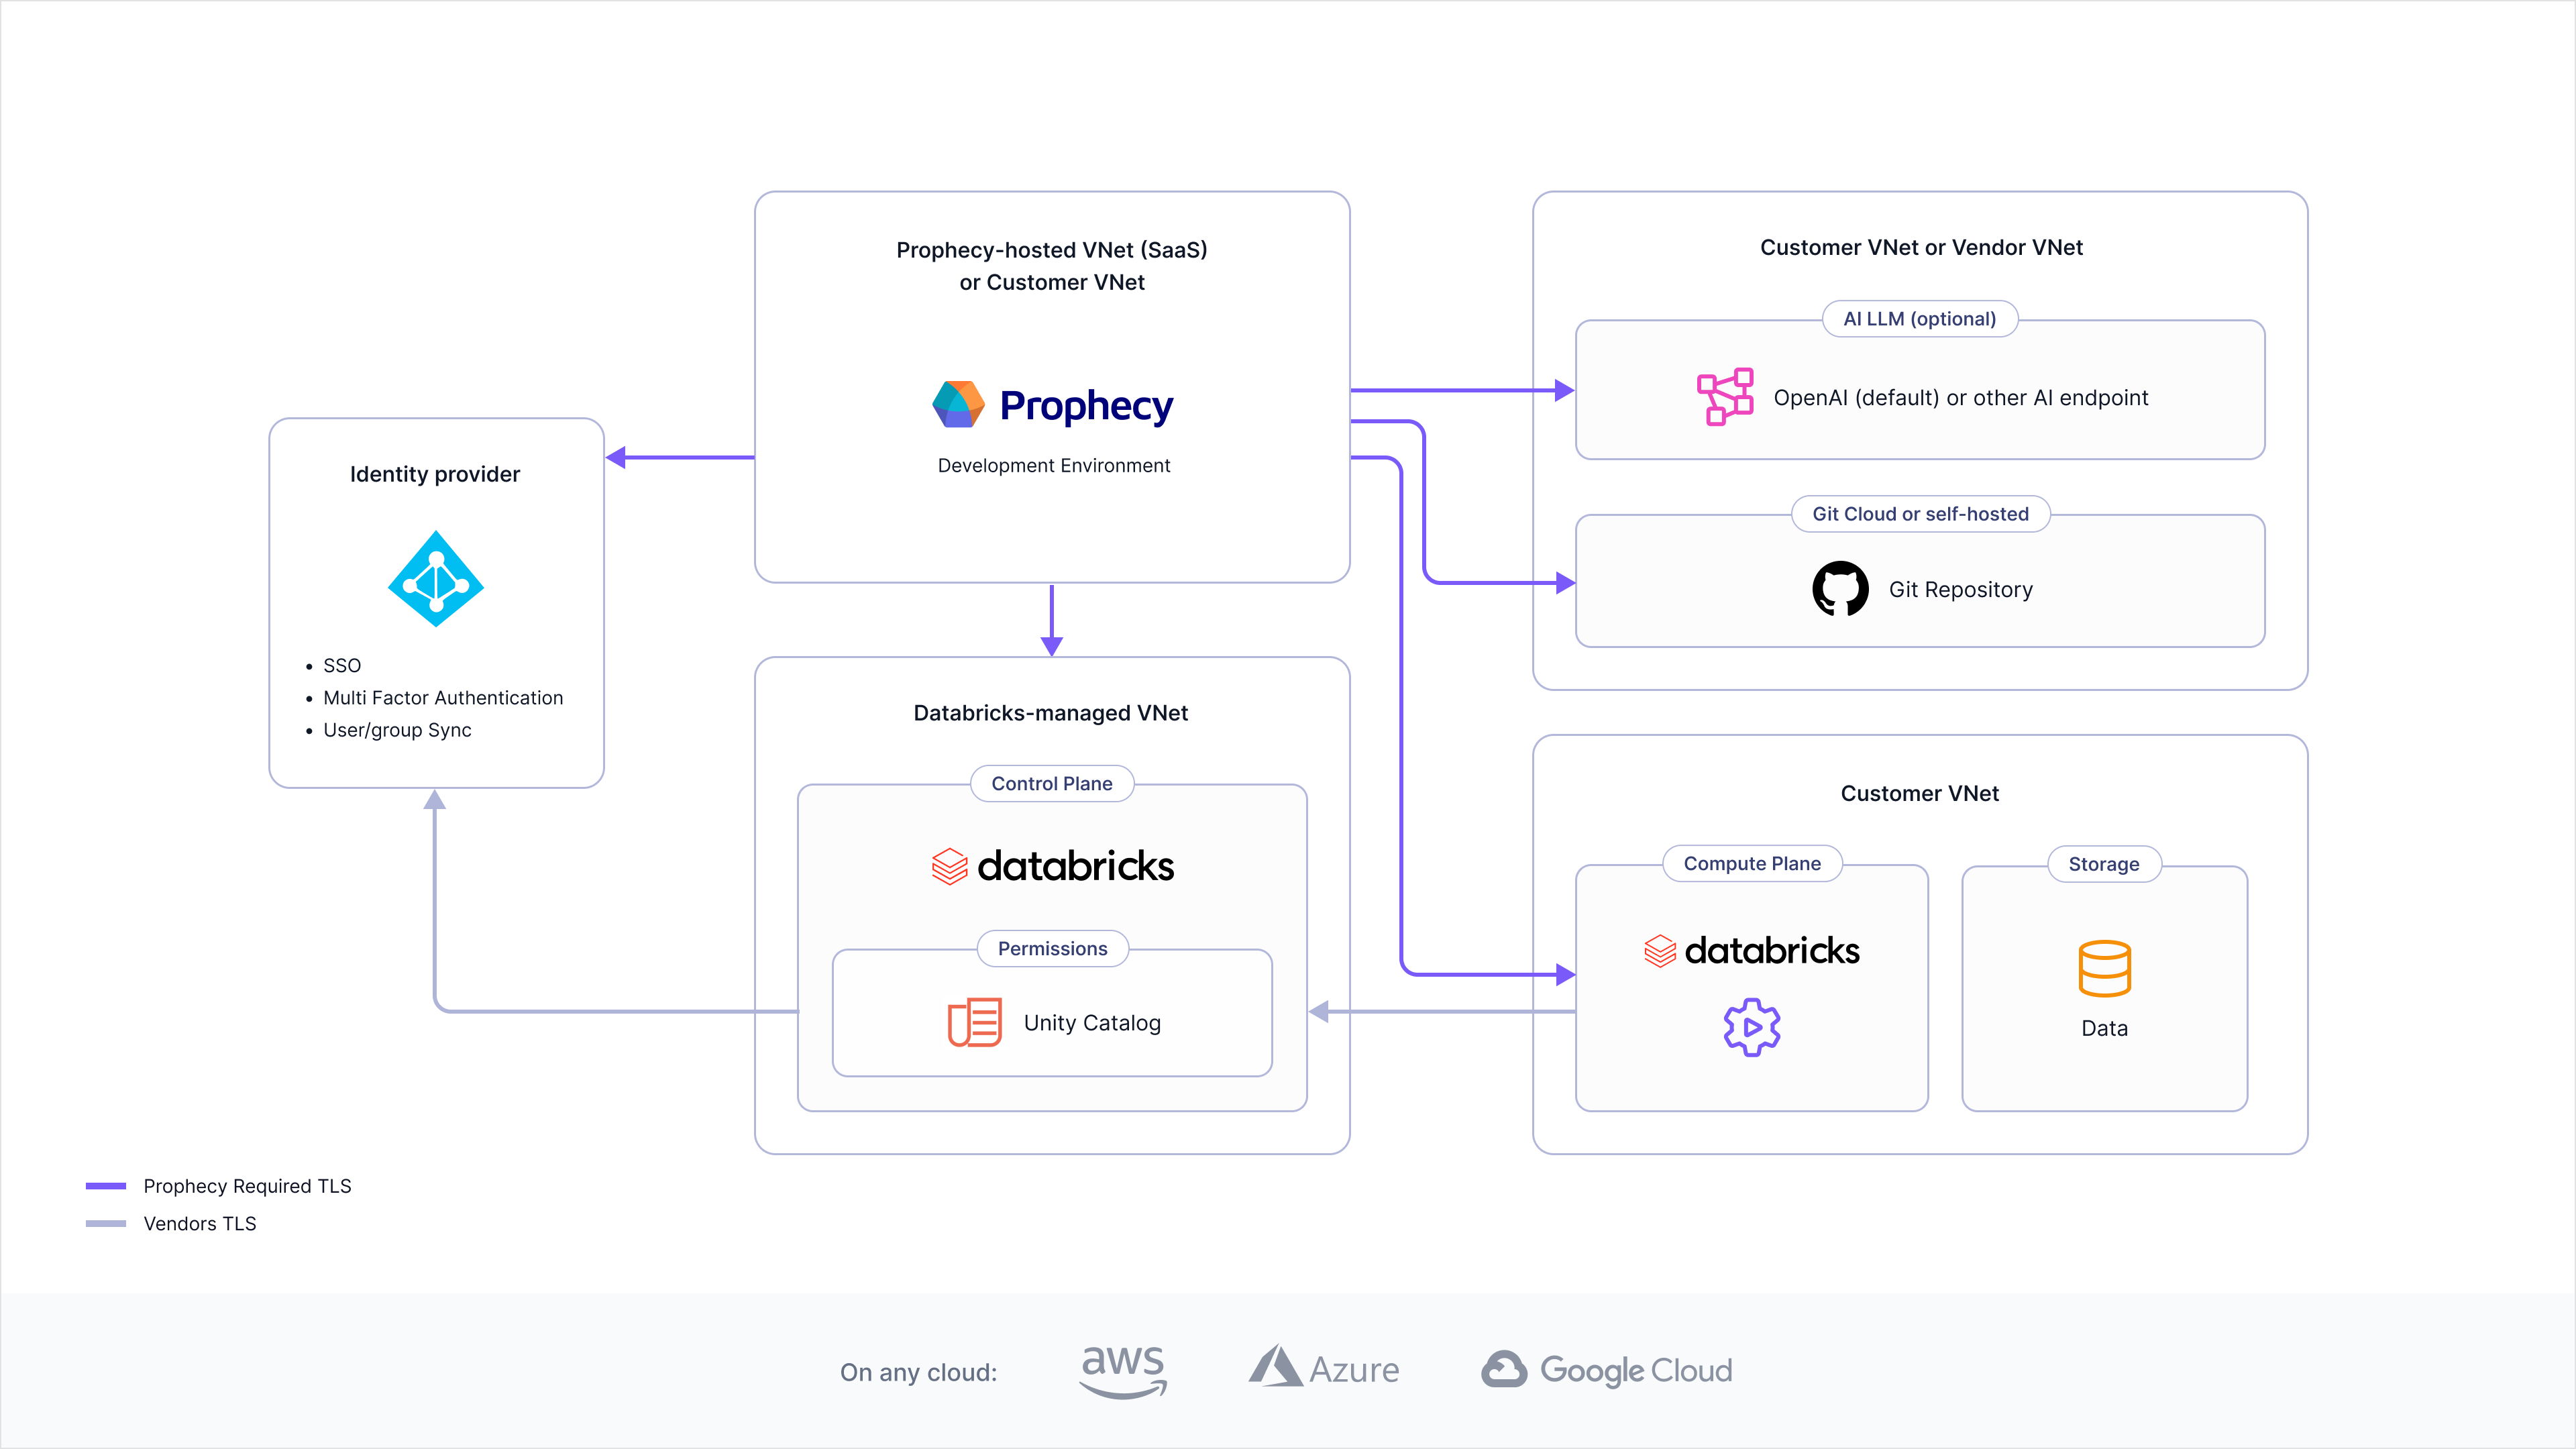 Prophecy-hosted VNet (SaaS)
or Customer VNet
Prophecy
Development Environment
Customer VNet or Vendor VNet
AI LLM (optional)
OpenAI (default) or other AI endpoint
Git Cloud or self-hosted
Git Repository
Identity provider
SSO
Multi Factor Authentication
User/group Sync
Databricks-managed VNet
Control Plane
databricks
Permissions
Unity Catalog
Customer VNet
Compute Plane
databricks
Storage
Data
Prophecy Required TLS
Vendors TLS
On any cloud:
aws
Azure
Google Cloud